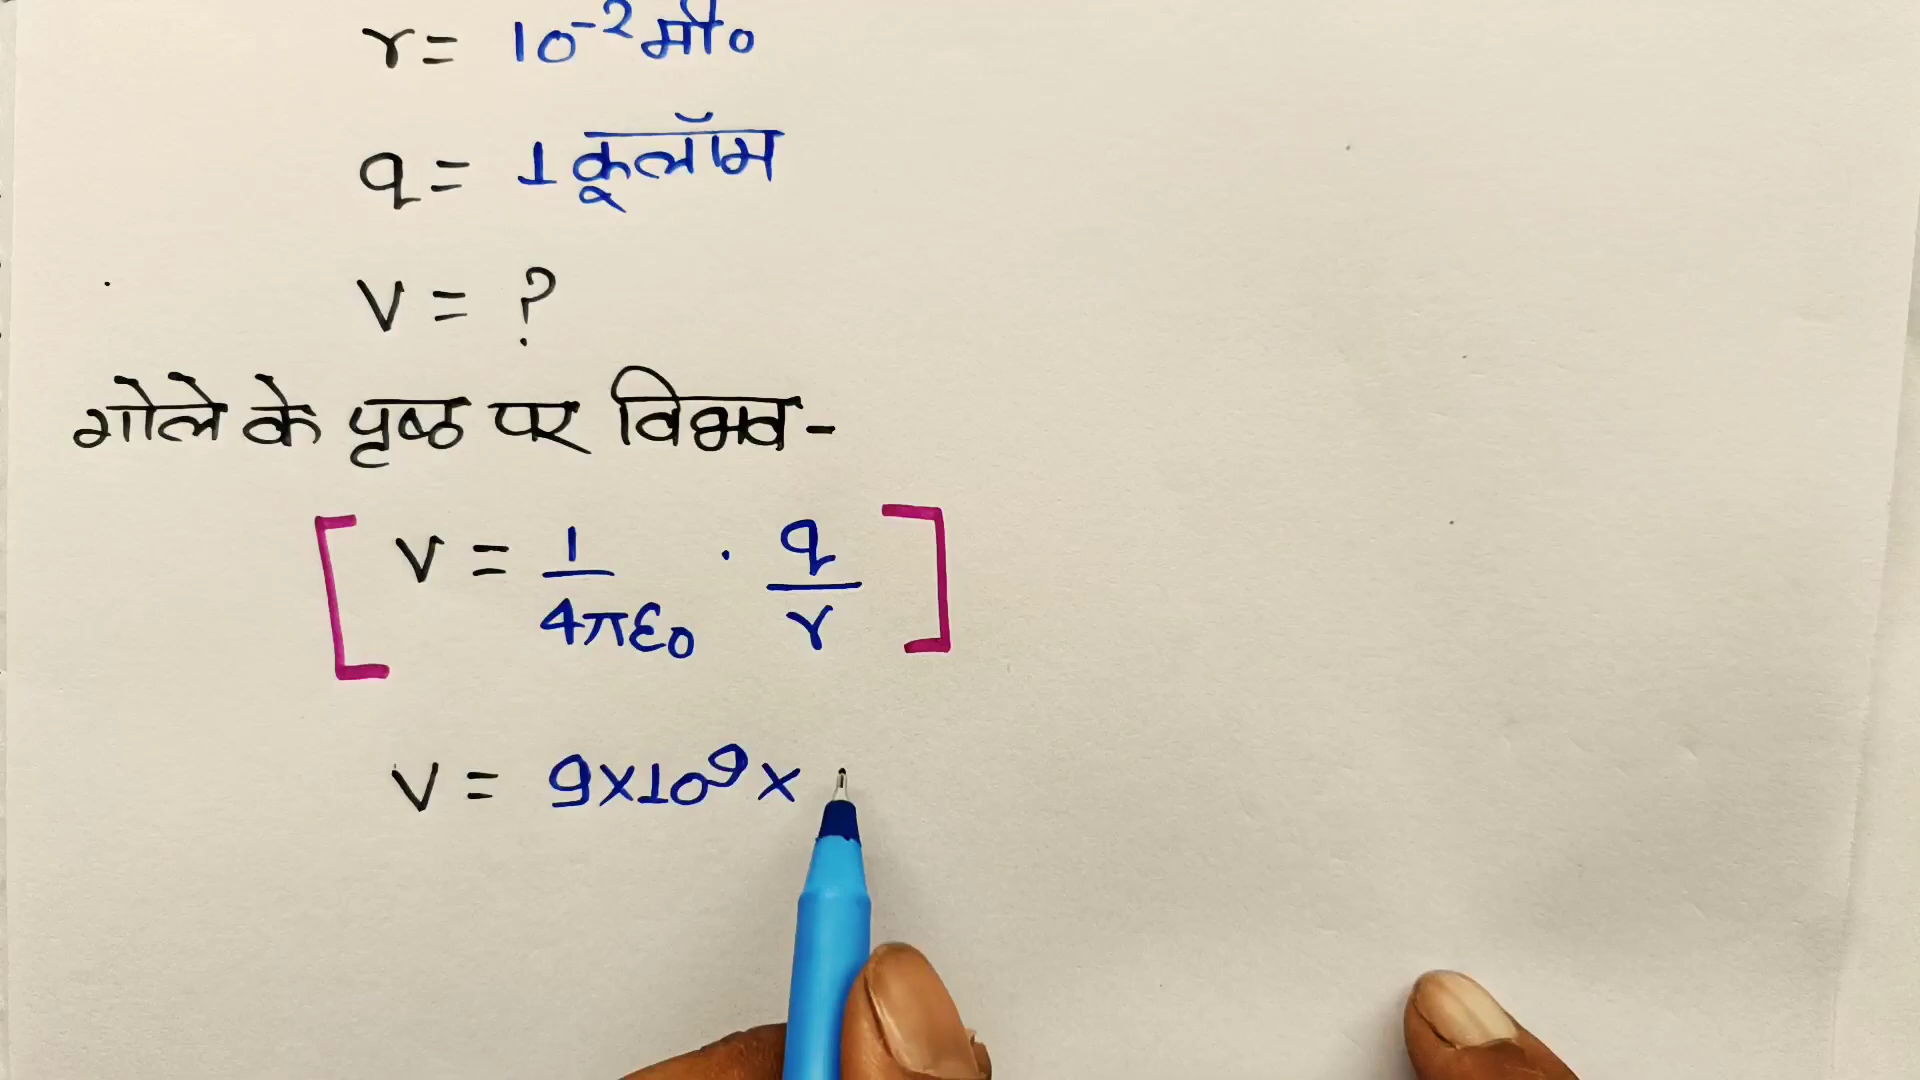 r = 10⁻² मी०
q = 1 कूलॉम
V = ?
गोले के पृष्ठ पर विभव-
[ V = 1/4πε₀ · q/r ]
V = 9×10⁹×